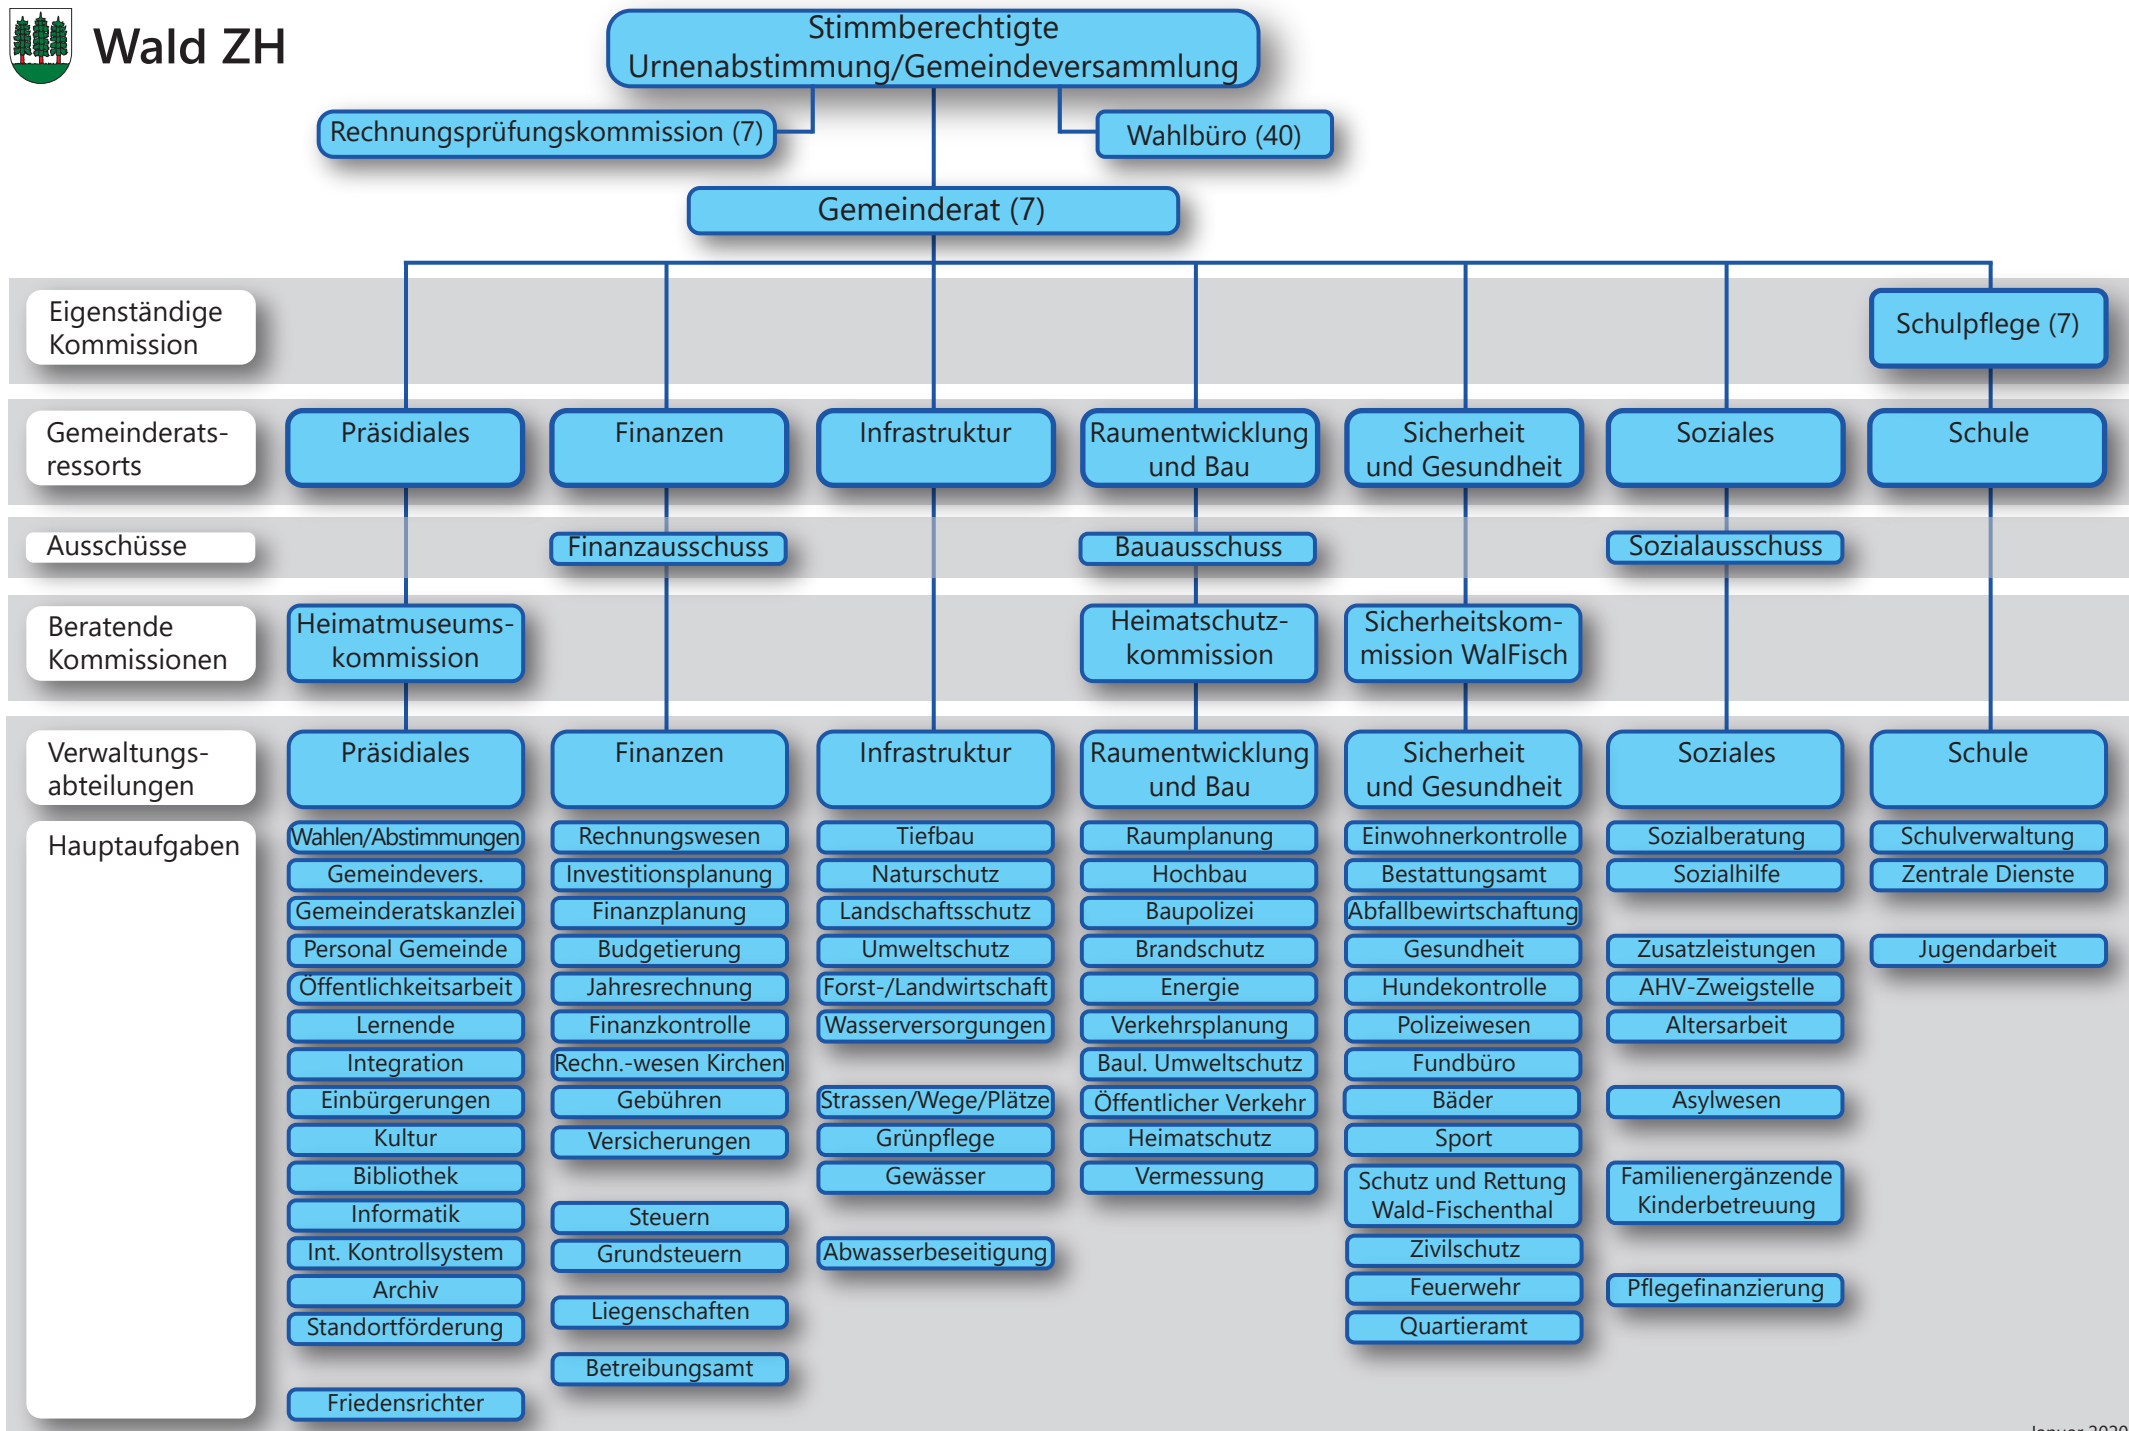 Wald ZH
Stimmberechtigte
Urnenabstimmung/Gemeindeversammlung
Rechnungsprüfungskommission (7)
Wahlbüro (40)
Gemeinderat (7)
Eigenständige
Kommission
Schulpflege (7)
Gemeinderats-
ressorts
Präsidiales
Finanzen
Infrastruktur
Raumentwicklung
und Bau
Sicherheit
und Gesundheit
Soziales
Schule
Ausschüsse
Finanzausschuss
Bauausschuss
Sozialausschuss
Beratende
Kommissionen
Heimatmuseums-
kommission
Heimatschutz-
kommission
Sicherheitskom-
mission WalFisch
Verwaltungs-
abteilungen
Präsidiales
Finanzen
Infrastruktur
Raumentwicklung
und Bau
Sicherheit
und Gesundheit
Soziales
Schule
Hauptaufgaben
Wahlen/Abstimmungen
Gemeindevers.
Gemeinderatskanzlei
Personal Gemeinde
Öffentlichkeitsarbeit
Lernende
Integration
Einbürgerungen
Kultur
Bibliothek
Informatik
Int. Kontrollsystem
Archiv
Standortförderung
Friedensrichter
Rechnungswesen
Investitionsplanung
Finanzplanung
Budgetierung
Jahresrechnung
Finanzkontrolle
Rechn.-wesen Kirchen
Gebühren
Versicherungen
Steuern
Grundsteuern
Liegenschaften
Betreibungsamt
Tiefbau
Naturschutz
Landschaftsschutz
Umweltschutz
Forst-/Landwirtschaft
Wasserversorgungen
Strassen/Wege/Plätze
Grünpflege
Gewässer
Abwasserbeseitigung
Raumplanung
Hochbau
Baupolizei
Brandschutz
Energie
Verkehrsplanung
Baul. Umweltschutz
Öffentlicher Verkehr
Heimatschutz
Vermessung
Einwohnerkontrolle
Bestattungsamt
Abfallbewirtschaftung
Gesundheit
Hundekontrolle
Polizeiwesen
Fundbüro
Bäder
Sport
Schutz und Rettung
Wald-Fischenthal
Zivilschutz
Feuerwehr
Quartieramt
Sozialberatung
Sozialhilfe
Zusatzleistungen
AHV-Zweigstelle
Altersarbeit
Asylwesen
Familienergänzende
Kinderbetreuung
Pflegefinanzierung
Schulverwaltung
Zentrale Dienste
Jugendarbeit